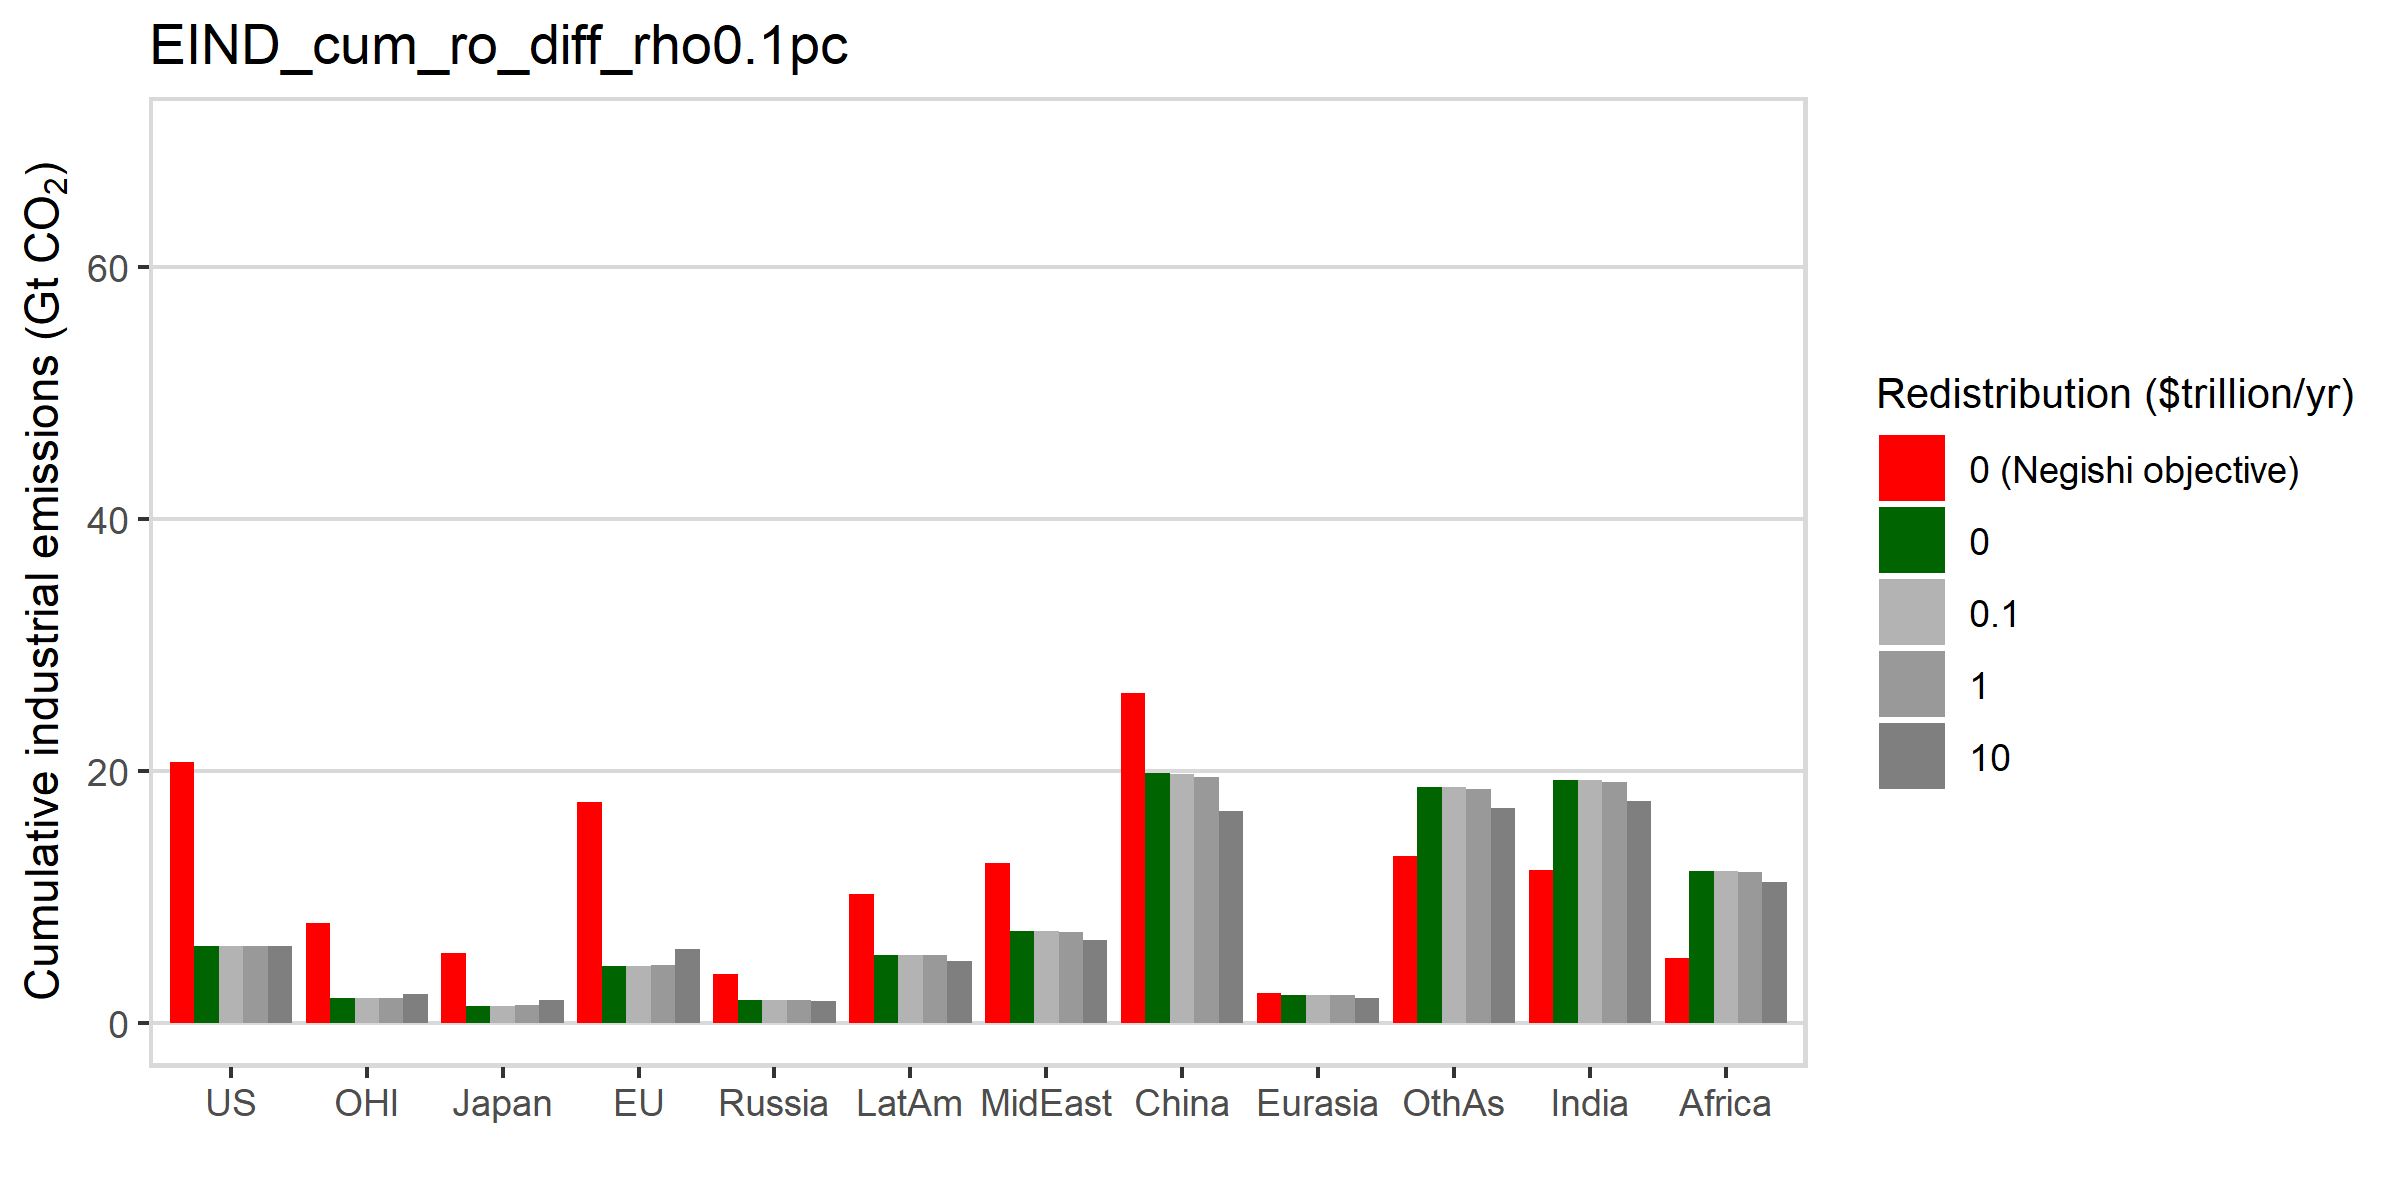 EIND_cum_ro_diff_rho0.1pc
Cumulative industrial emissions (Gt CO₂)
60
40
20
0
US OHI Japan EU Russia LatAm MidEast China Eurasia OthAs India Africa
Redistribution ($trillion/yr)
0 (Negishi objective)
0
0.1
1
10